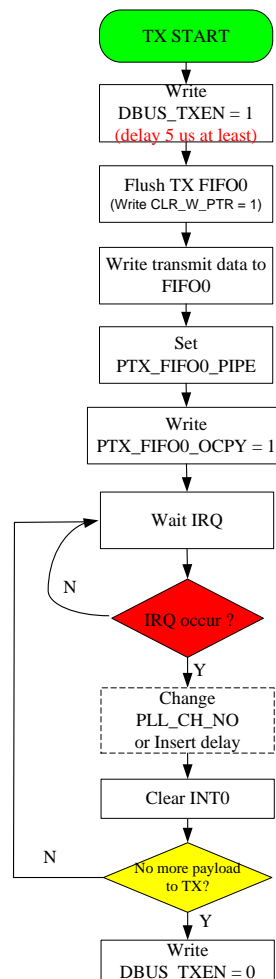 TX START
Write
DBUS_TXEN = 1
(delay 5 us at least)
Flush TX FIFO0
(Write CLR_W_PTR = 1)
Write transmit data to
FIFO0
Set
PTX_FIFO0_PIPE
Write
PTX_FIFO0_OCPY = 1
Wait IRQ
N
IRQ occur ?
Y
Change
PLL_CH_NO
or Insert delay
Clear INT0
N
No more payload
to TX?
Y
Write
DBUS_TXEN = 0